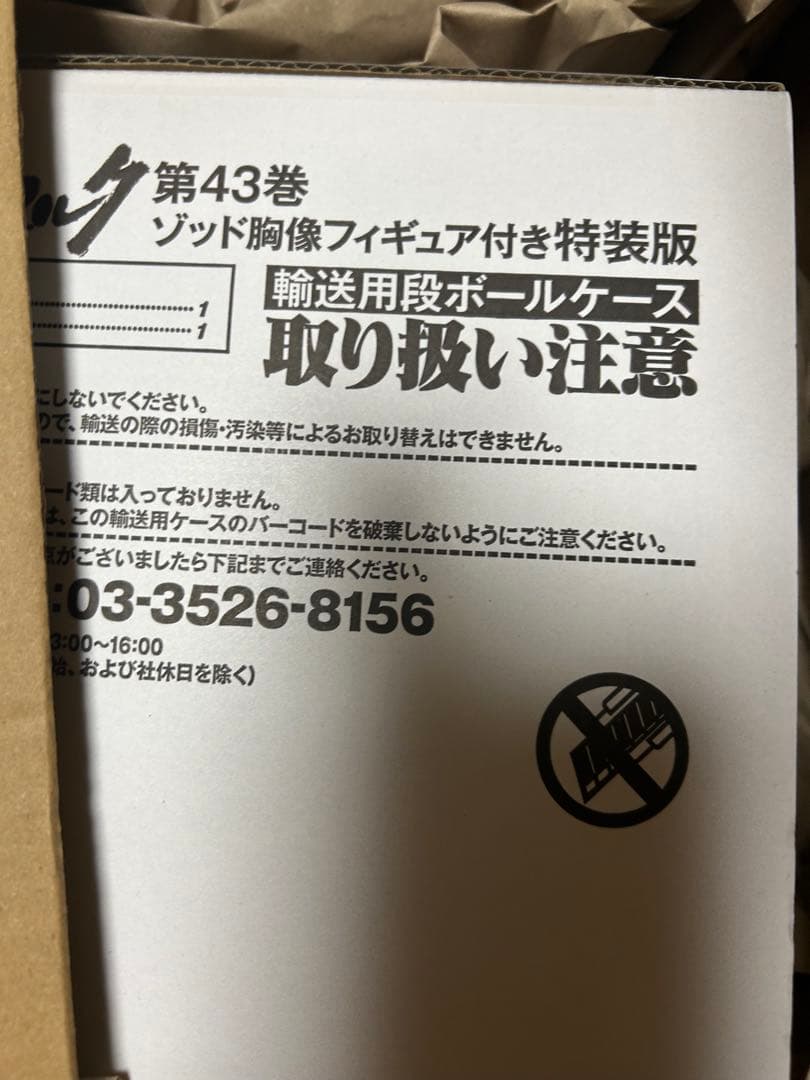 ルク 第43巻
ゾッド胸像フィギュア付き特装版
1
1
輸送用段ボールケース
取り扱い注意
にしないでください。
ので、輸送の際の損傷・汚染等によるお取り替えはできません。
ード類は入っておりません。
は、この輸送用ケースのバーコードを破棄しないようにご注意ください。
点がございましたら下記までご連絡ください。
:03-3526-8156
3:00～16:00
始、および社休日を除く)